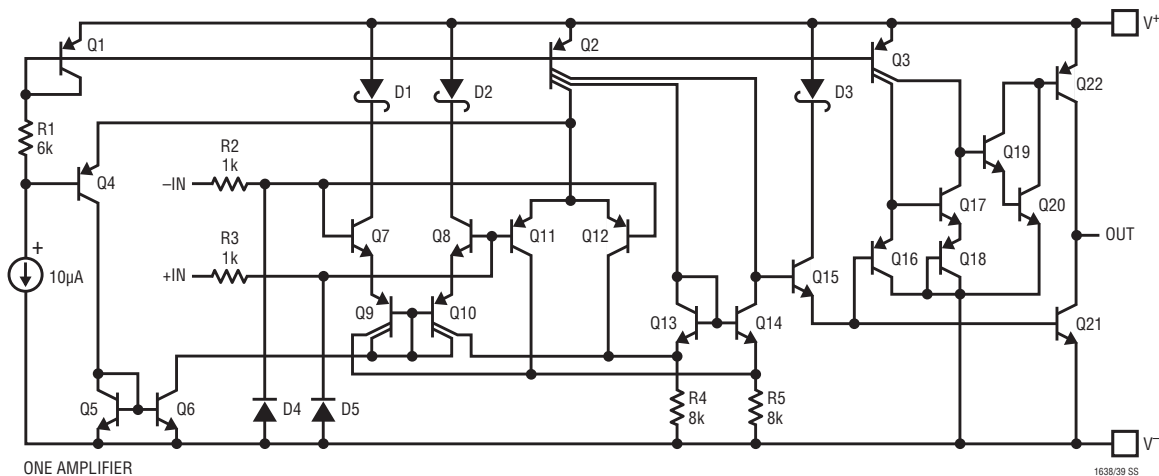 V+
Q1
Q2
Q3
Q22
D1
D2
D3
R1
6k
R2
1k
Q19
Q4
–IN
Q17
Q20
R3
1k
Q7
Q8
Q11
Q12
OUT
+
10µA
+IN
Q15
Q16
Q18
Q9
Q10
Q13
Q14
Q21
Q5
Q6
D4
D5
R4
8k
R5
8k
V–
ONE AMPLIFIER
1638/39 SS